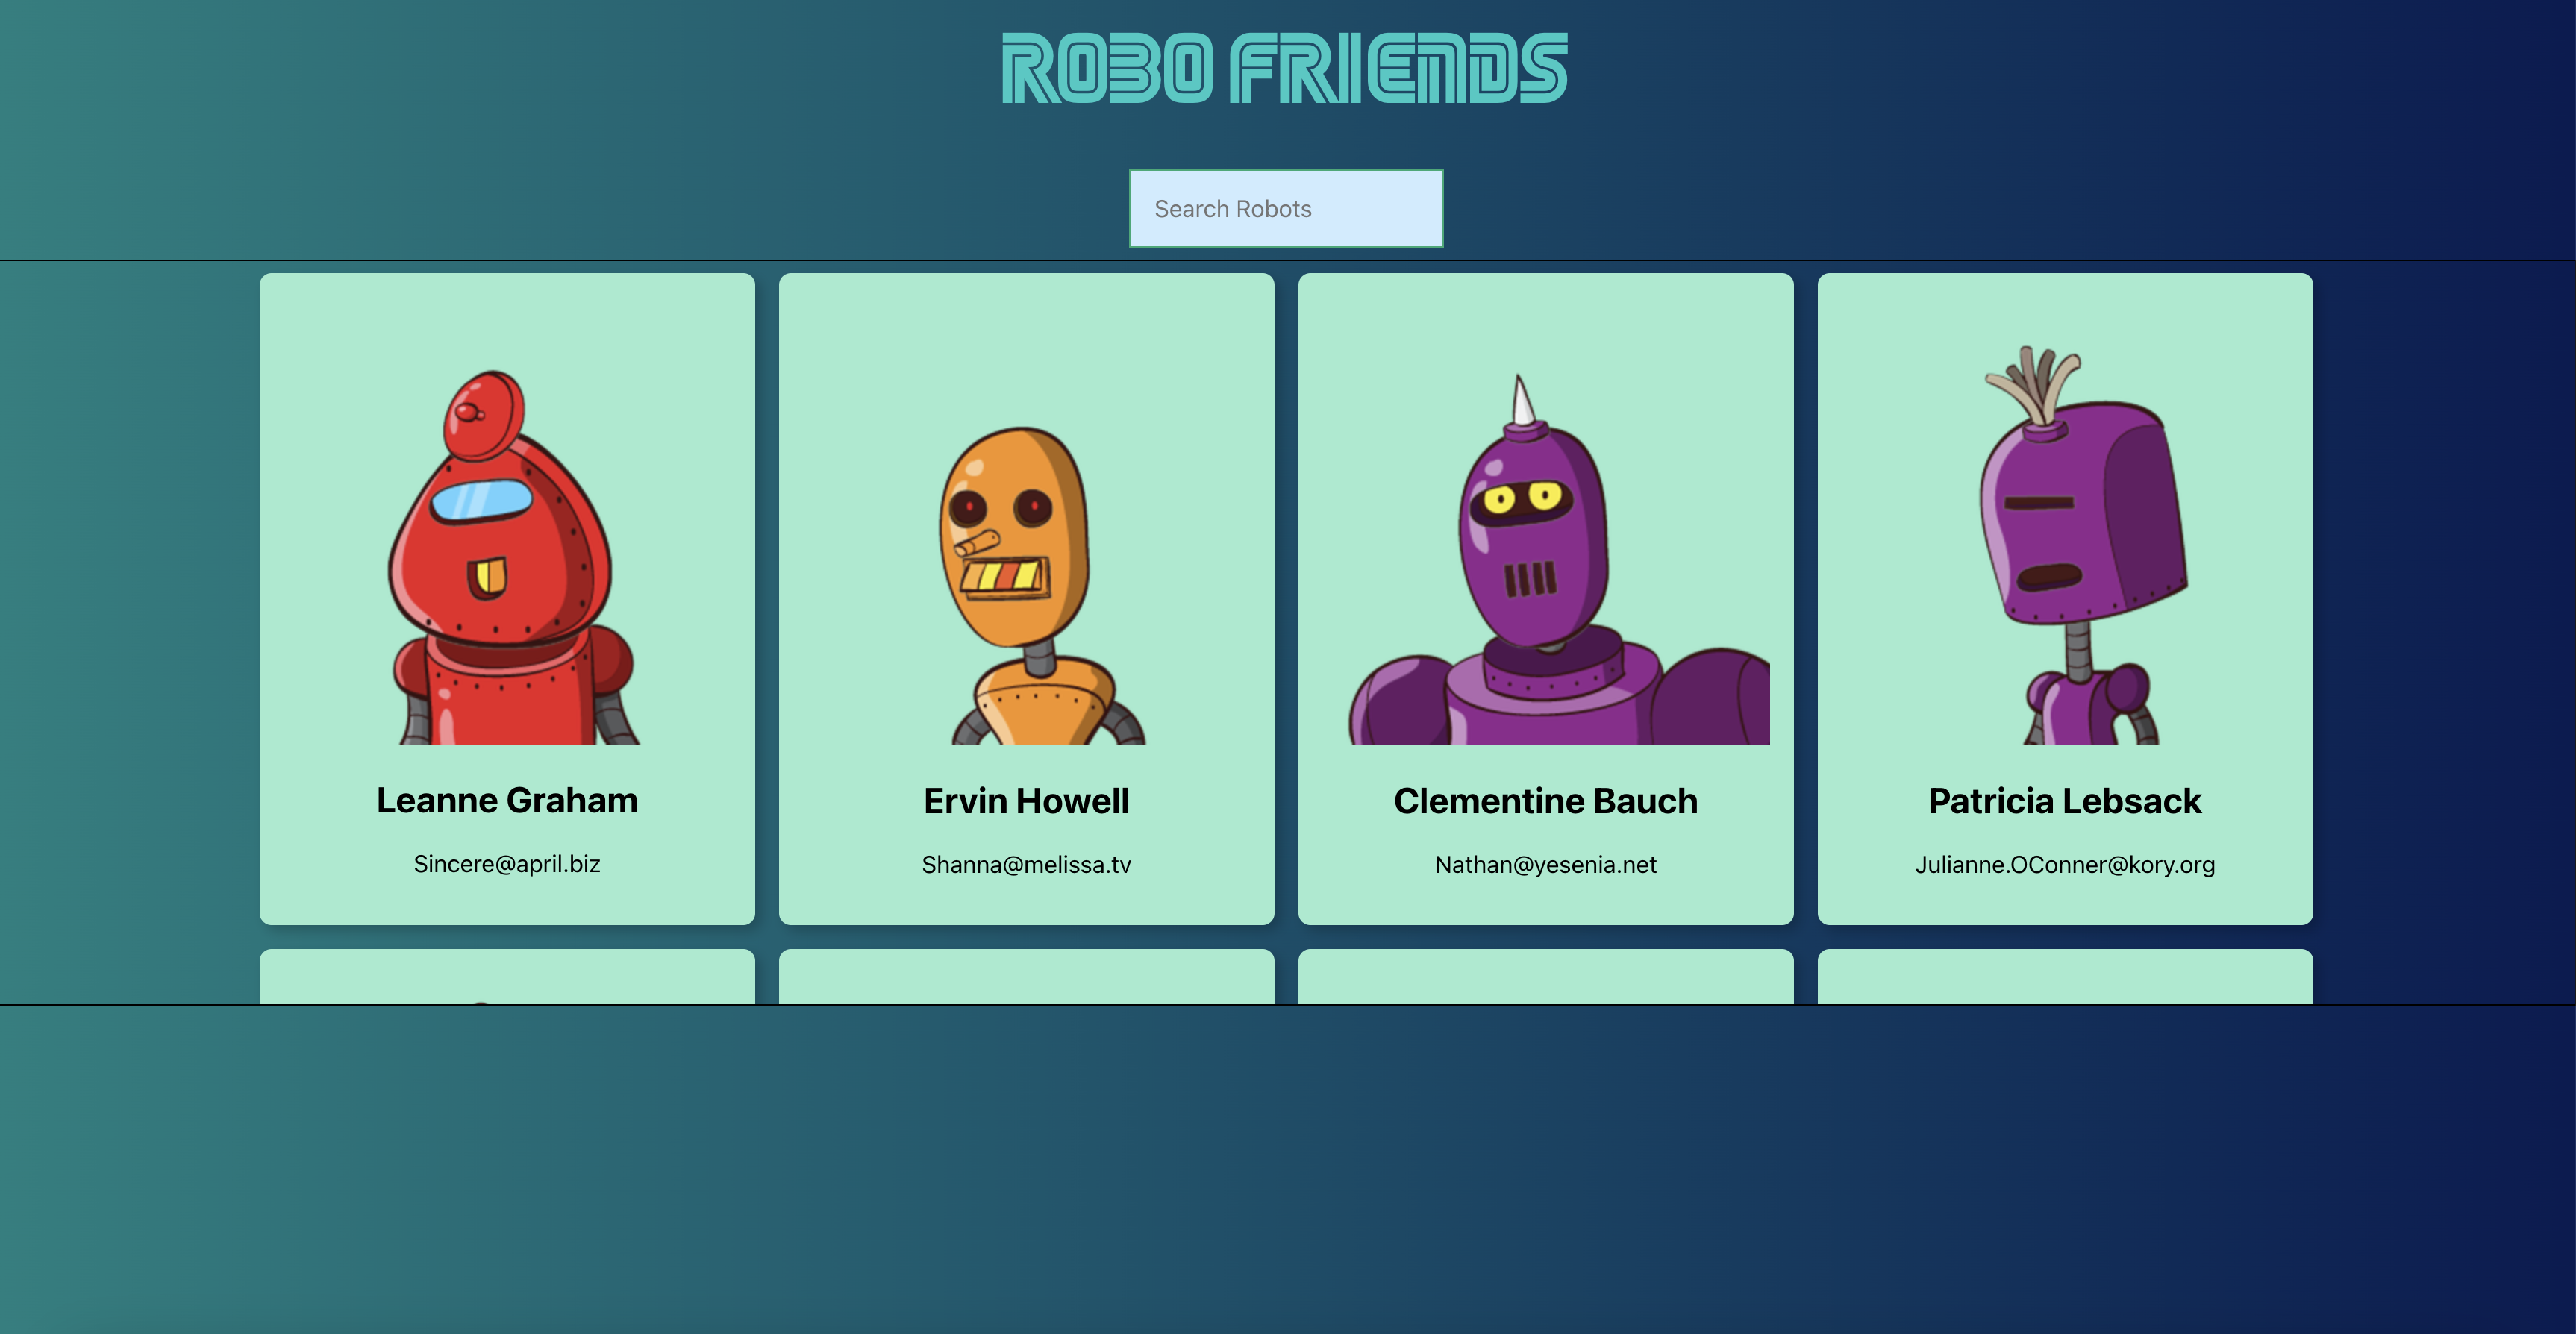 ROBO FRIENDS
Search Robots
Leanne Graham
Sincere@april.biz
Ervin Howell
Shanna@melissa.tv
Clementine Bauch
Nathan@yesenia.net
Patricia Lebsack
Julianne.OConner@kory.org